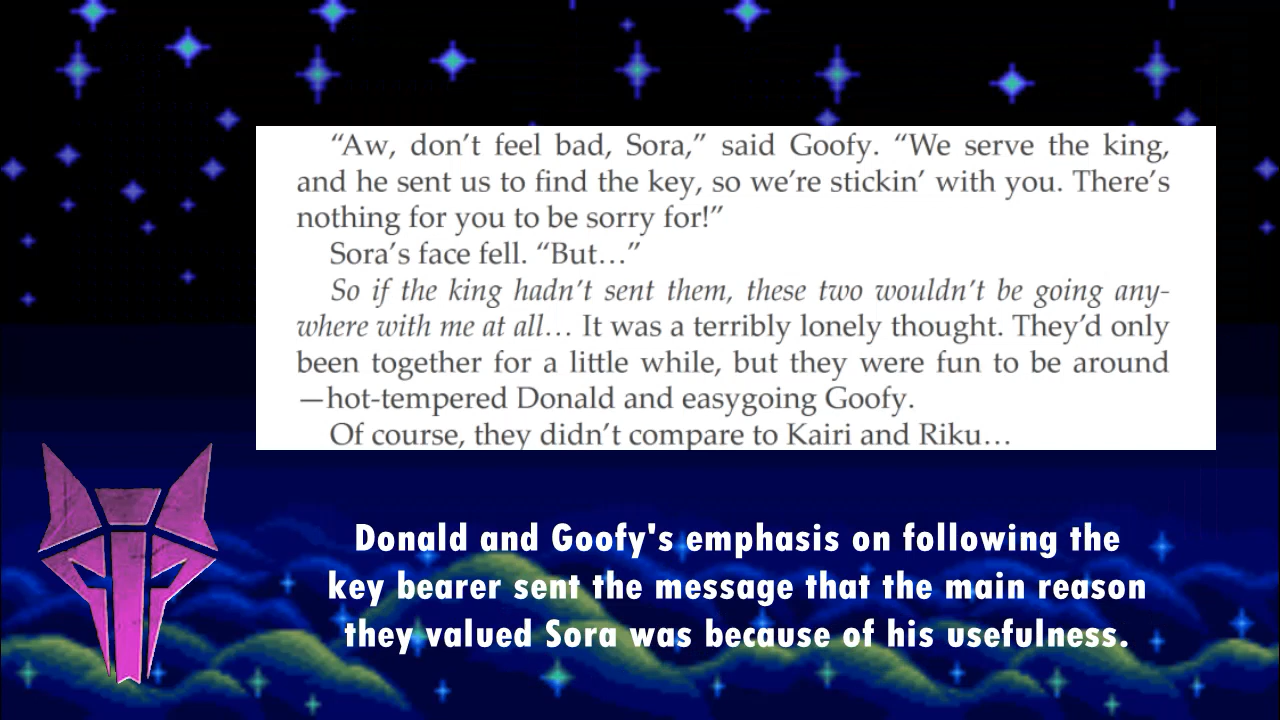 “Aw, don’t feel bad, Sora,” said Goofy. “We serve the king,
and he sent us to find the key, so we’re stickin’ with you. There’s
nothing for you to be sorry for!”
Sora’s face fell. “But…”
So if the king hadn’t sent them, these two wouldn’t be going any-
where with me at all… It was a terribly lonely thought. They’d only
been together for a little while, but they were fun to be around
—hot-tempered Donald and easygoing Goofy.
Of course, they didn’t compare to Kairi and Riku…
Donald and Goofy's emphasis on following the
key bearer sent the message that the main reason
they valued Sora was because of his usefulness.